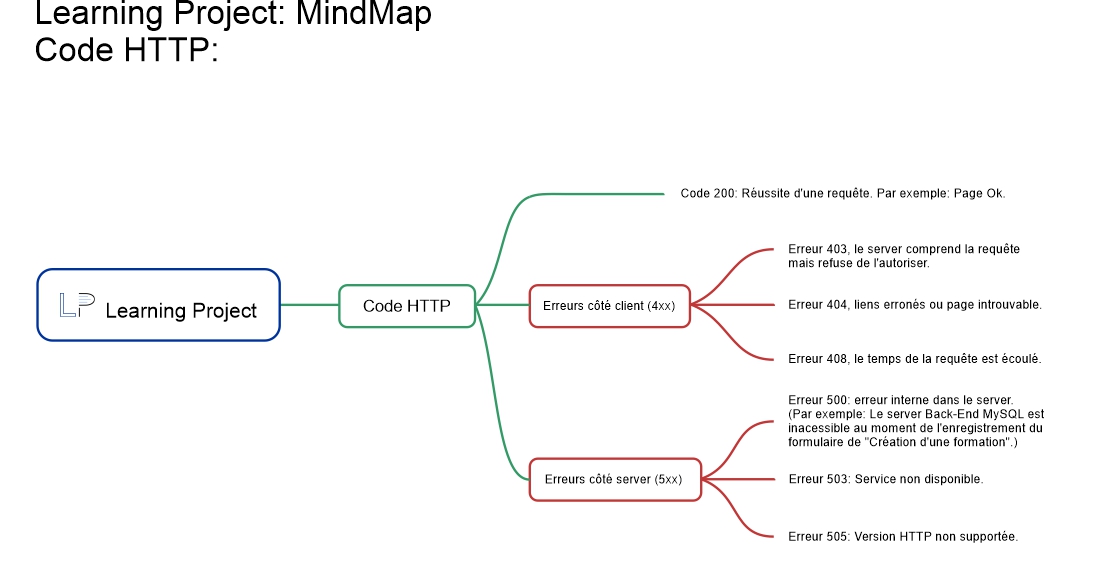 Learning Project: MindMap
Code HTTP:
Code 200: Réussite d'une requête. Par exemple: Page Ok.
Erreur 403, le server comprend la requête
mais refuse de l'autoriser.
LP Learning Project
Code HTTP
Erreurs côté client (4xx)
Erreur 404, liens erronés ou page introuvable.
Erreur 408, le temps de la requête est écoulé.
Erreur 500: erreur interne dans le server.
(Par exemple: Le server Back-End MySQL est
inacessible au moment de l'enregistrement du
formulaire de "Création d'une formation".)
Erreurs côté server (5xx)
Erreur 503: Service non disponible.
Erreur 505: Version HTTP non supportée.